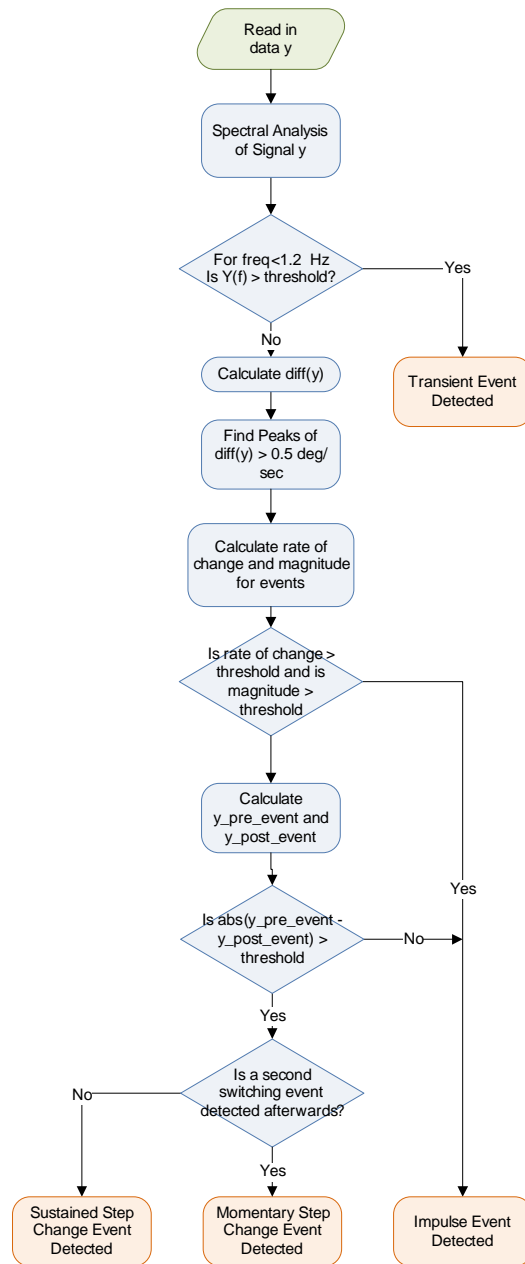 Read in
data y
Spectral Analysis
of Signal y
For freq<1.2 Hz
Is Y(f) > threshold?
Yes
No
Transient Event
Detected
Calculate diff(y)
Find Peaks of
diff(y) > 0.5 deg/
sec
Calculate rate of
change and magnitude
for events
Is rate of change >
threshold and is
magnitude >
threshold
Calculate
y_pre_event and
y_post_event
Yes
Is abs(y_pre_event -
y_post_event) >
threshold
No
Yes
Is a second
switching event
detected afterwards?
No
Yes
Sustained Step
Change Event
Detected
Momentary Step
Change Event
Detected
Impulse Event
Detected